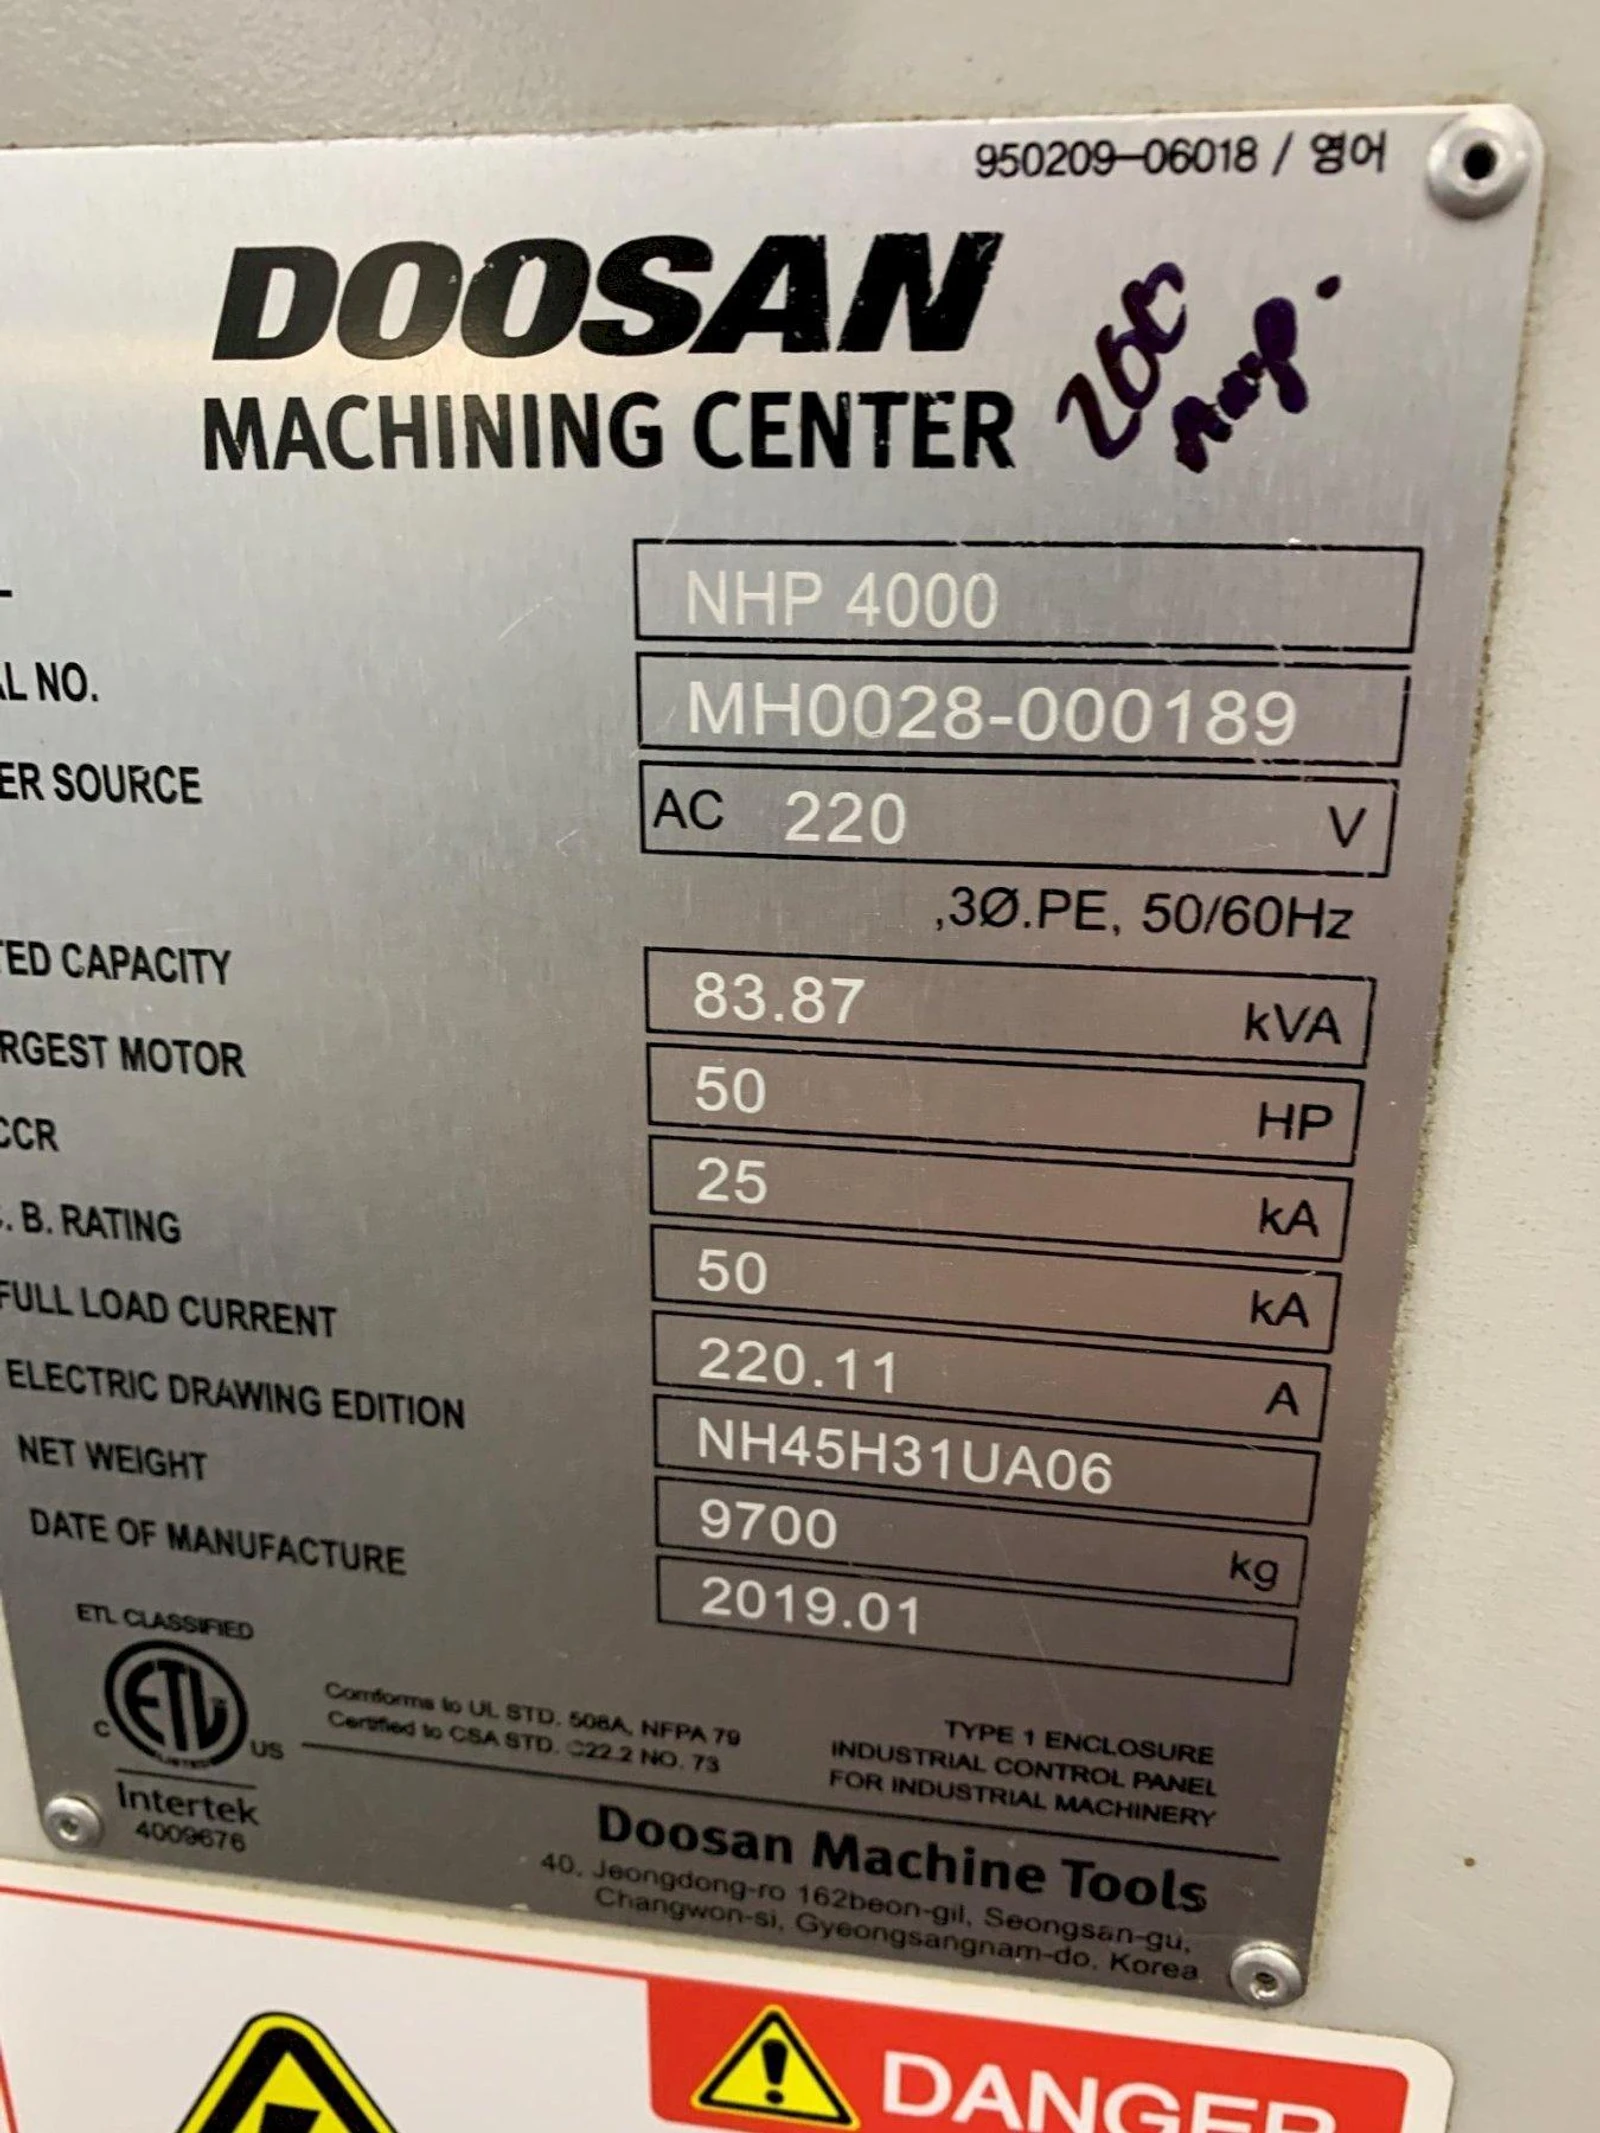 950209-06018 / 영어
DOOSAN
MACHINING CENTER
NHP 4000
AL NO. MH0028-000189
ER SOURCE AC 220 V
,3Ø.PE, 50/60Hz
TED CAPACITY 83.87 kVA
RGEST MOTOR 50 HP
CCR 25 kA
. B. RATING 50 kA
FULL LOAD CURRENT 220.11 A
ELECTRIC DRAWING EDITION NH45H31UA06
NET WEIGHT 9700 kg
DATE OF MANUFACTURE 2019.01
ETL CLASSIFIED
ETL
C US
Intertek
4009676
Comforms to UL STD. 508A, NFPA 79
Certified to CSA STD. C22.2 NO. 73
TYPE 1 ENCLOSURE
INDUSTRIAL CONTROL PANEL
FOR INDUSTRIAL MACHINERY
Doosan Machine Tools
40, Jeongdong-ro 162beon-gil, Seongsan-gu,
Changwon-si, Gyeongsangnam-do, Korea
DANGER